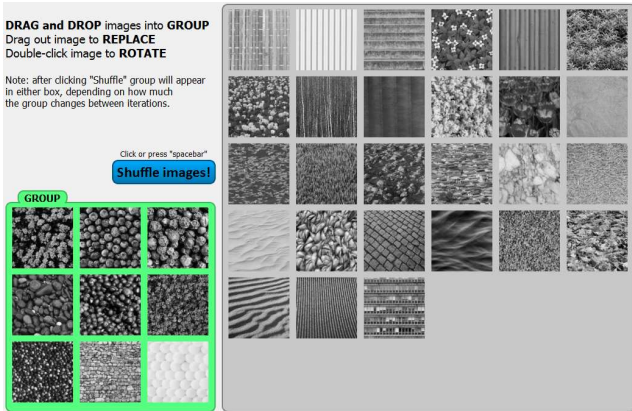 DRAG and DROP images into GROUP
Drag out image to REPLACE
Double-click image to ROTATE
Note: after clicking "Shuffle" group will appear
in either box, depending on how much
the group changes between iterations.
Click or press "spacebar"
Shuffle images!
GROUP